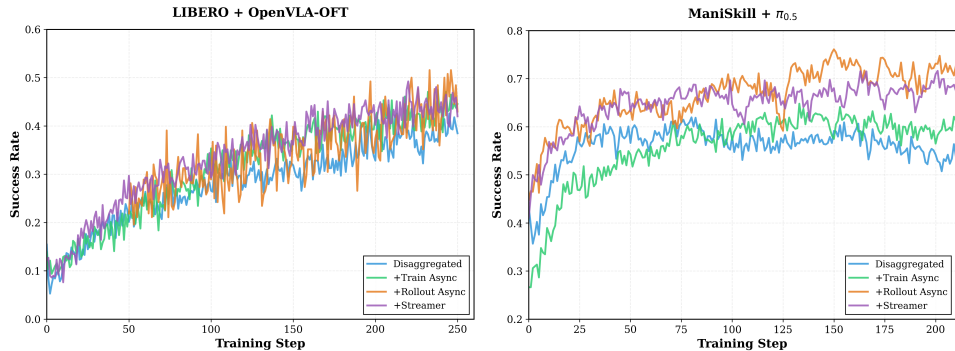 LIBERO + OpenVLA-OFT
Success Rate
0.6
0.5
0.4
0.3
0.2
0.1
0.0
0 50 100 150 200 250
Training Step
Disaggregated
+Train Async
+Rollout Async
+Streamer
ManiSkill + π0.5
Success Rate
0.8
0.7
0.6
0.5
0.4
0.3
0.2
0 25 50 75 100 125 150 175 200
Training Step
Disaggregated
+Train Async
+Rollout Async
+Streamer